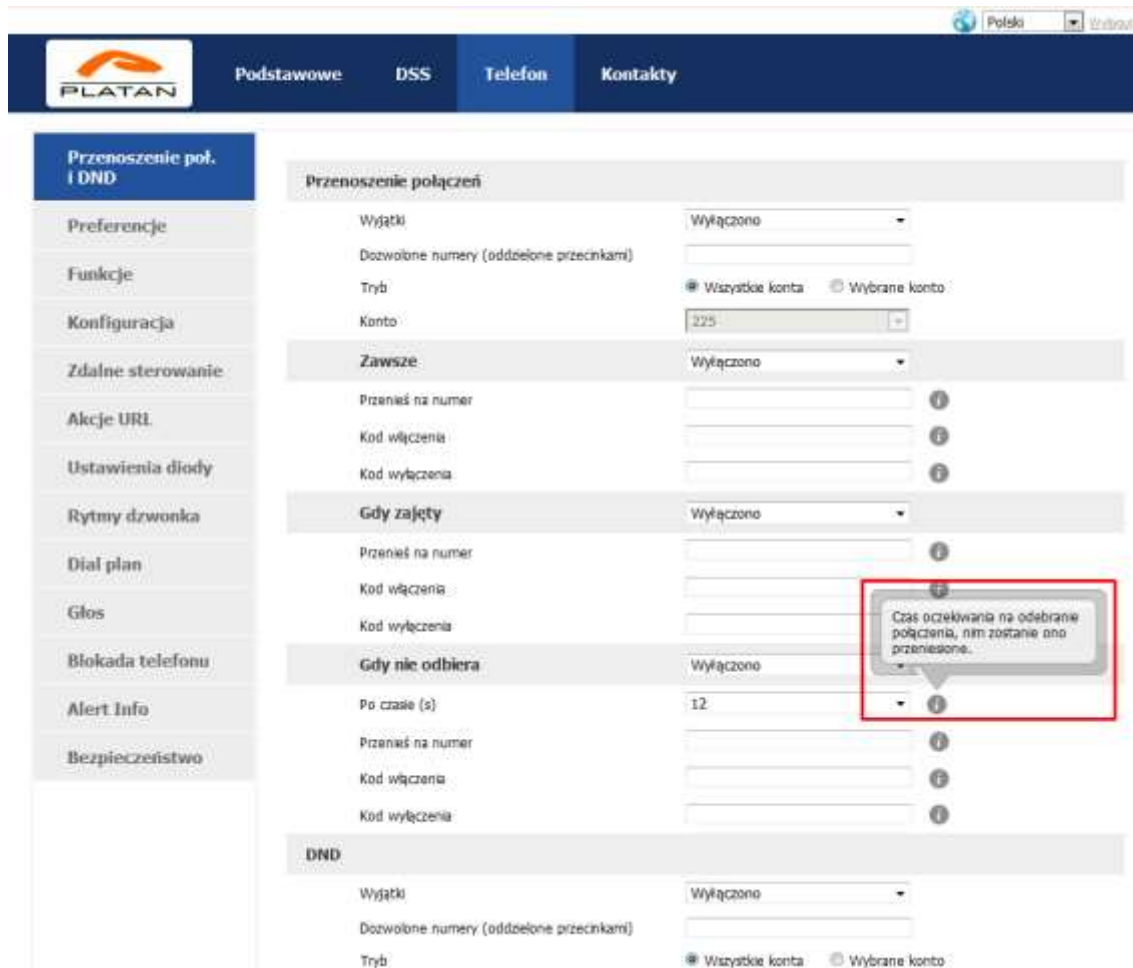 Polski
PLATAN
Podstawowe DSS Telefon Kontakty
Przenoszenie poł.
i DND
Preferencje
Funkcje
Konfiguracja
Zdalne sterowanie
Akcje URL
Ustawienia diody
Rytmy dzwonka
Dial plan
Głos
Blokada telefonu
Alert Info
Bezpieczeństwo
Przenoszenie połączeń
Wyjątki Wyłączono
Dozwolone numery (oddzielone przecinkami)
Tryb Wszystkie konta Wybrane konto
Konto 225
Zawsze Wyłączono
Przenieś na numer
Kod włączenia
Kod wyłączenia
Gdy zajęty Wyłączono
Przenieś na numer
Kod włączenia
Kod wyłączenia
Czas oczekiwania na odebranie
połączenia, nim zostanie ono
przeniesione.
Gdy nie odbiera Wyłączono
Po czasie (s) 12
Przenieś na numer
Kod włączenia
Kod wyłączenia
DND
Wyjątki Wyłączono
Dozwolone numery (oddzielone przecinkami)
Tryb Wszystkie konta Wybrane konto